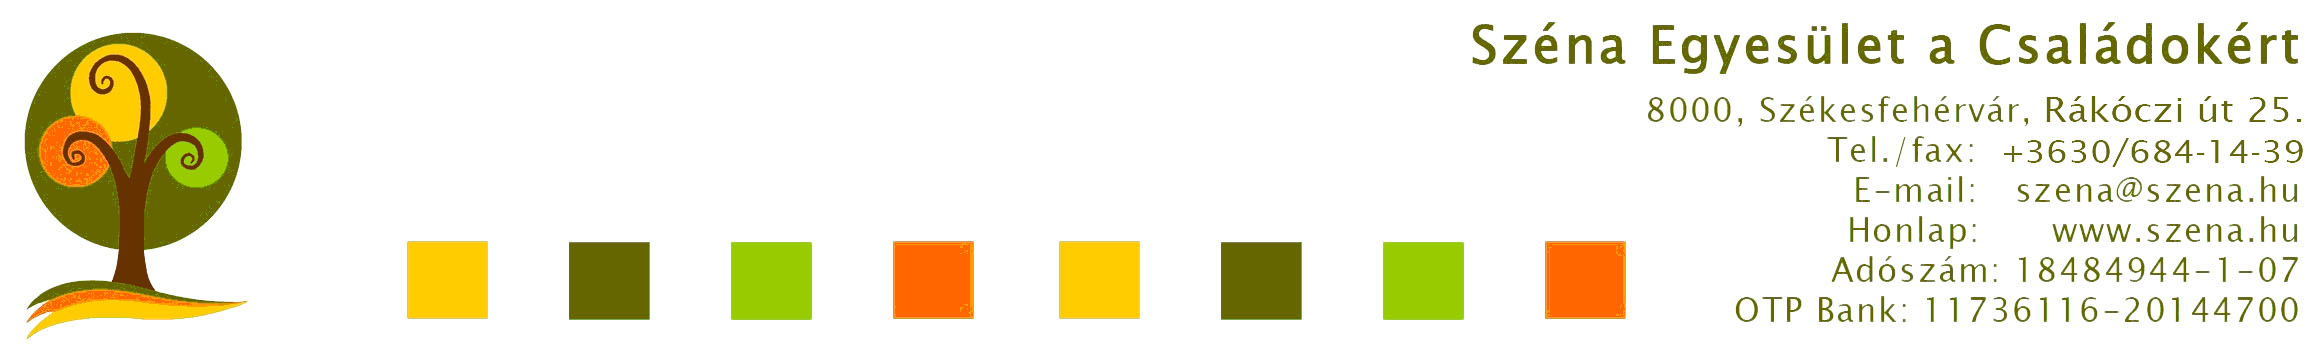 Széna Egyesület a Családokért
8000, Székesfehérvár, Rákóczi út 25.
Tel./fax: +3630/684-14-39
E-mail: szena@szena.hu
Honlap: www.szena.hu
Adószám: 18484944-1-07
OTP Bank: 11736116-20144700